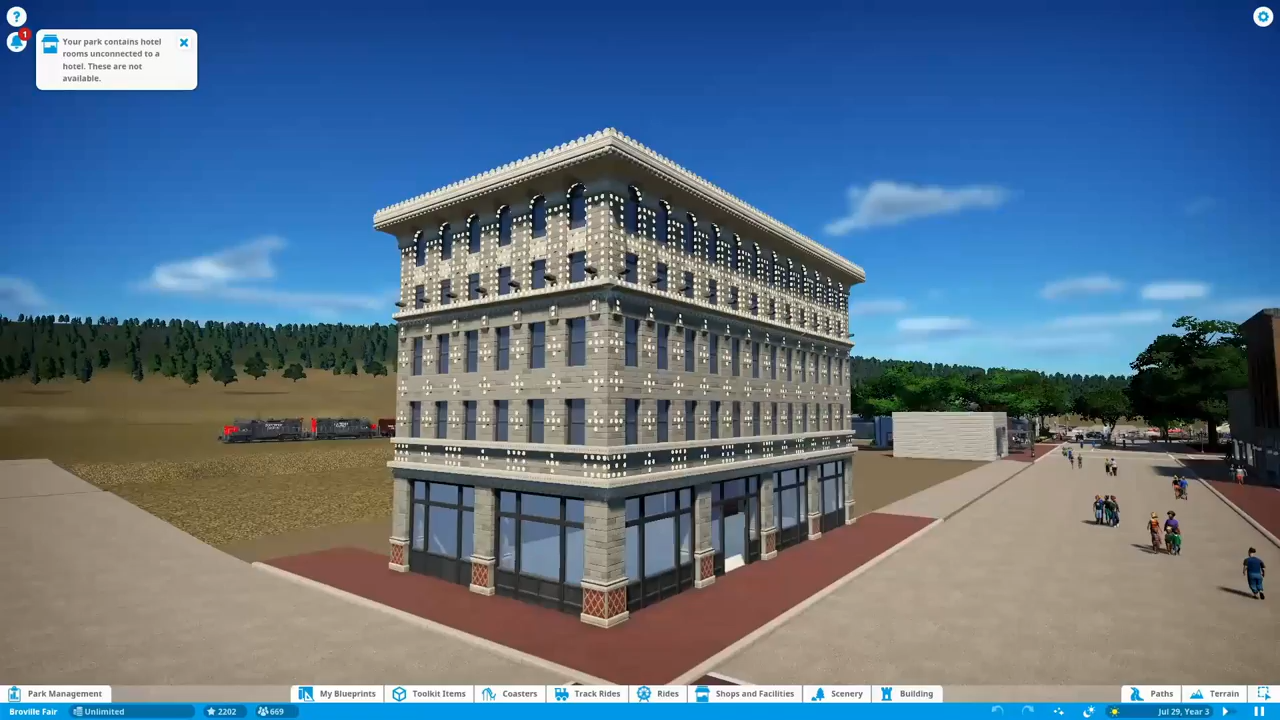 ?
1
Your park contains hotel
rooms unconnected to a
hotel. These are not
available.
Park Management
My Blueprints
Toolkit Items
Coasters
Track Rides
Rides
Shops and Facilities
Scenery
Building
Paths
Terrain
Broville Fair
Unlimited
2202
669
Jul 29, Year 3